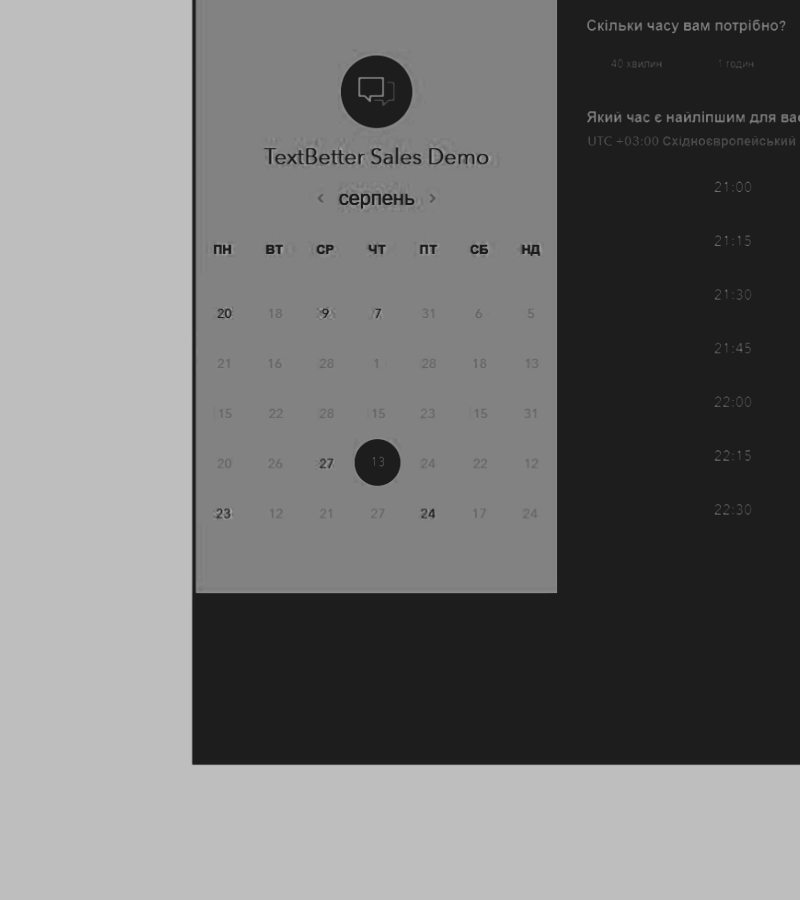 TextBetter Sales Demo
‹ серпень ›
ПН ВТ СР ЧТ ПТ СБ НД
20 18 9 7 31 6 5
21 16 28 1 28 18 13
15 22 28 15 23 15 31
20 26 27 13 24 22 12
23 12 21 27 24 17 24
Скільки часу вам потрібно?
40 хвилин 1 годин
Який час є найліпшим для вас
UTC +03:00 Східноєвропейський
21:00
21:15
21:30
21:45
22:00
22:15
22:30